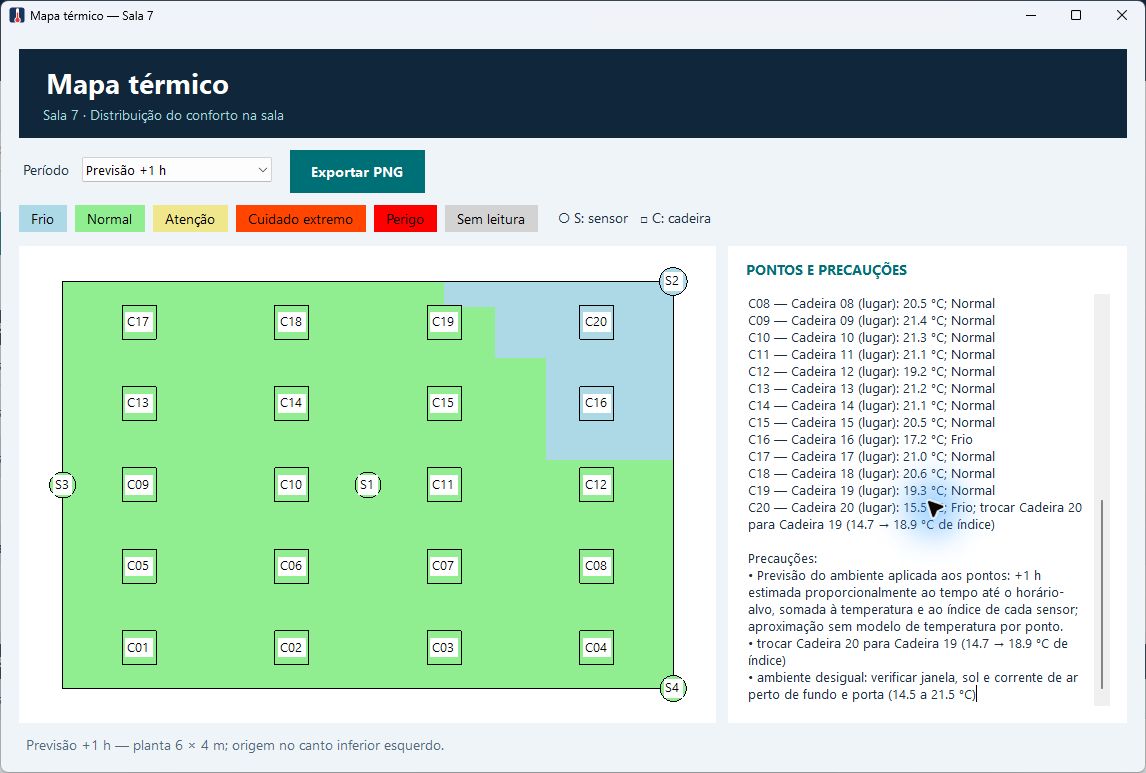 Mapa térmico — Sala 7
Mapa térmico
Sala 7 · Distribuição do conforto na sala
Período
Previsão +1 h
Exportar PNG
Frio
Normal
Atenção
Cuidado extremo
Perigo
Sem leitura
○ S: sensor □ C: cadeira
S2
C17 C18 C19 C20
C13 C14 C15 C16
S3 C09 C10 S1 C11 C12
C05 C06 C07 C08
C01 C02 C03 C04
S4
PONTOS E PRECAUÇÕES
C08 — Cadeira 08 (lugar): 20.5 °C; Normal
C09 — Cadeira 09 (lugar): 21.4 °C; Normal
C10 — Cadeira 10 (lugar): 21.3 °C; Normal
C11 — Cadeira 11 (lugar): 21.1 °C; Normal
C12 — Cadeira 12 (lugar): 19.2 °C; Normal
C13 — Cadeira 13 (lugar): 21.2 °C; Normal
C14 — Cadeira 14 (lugar): 21.1 °C; Normal
C15 — Cadeira 15 (lugar): 20.5 °C; Normal
C16 — Cadeira 16 (lugar): 17.2 °C; Frio
C17 — Cadeira 17 (lugar): 21.0 °C; Normal
C18 — Cadeira 18 (lugar): 20.6 °C; Normal
C19 — Cadeira 19 (lugar): 19.3 °C; Normal
C20 — Cadeira 20 (lugar): 15.5 °C; Frio; trocar Cadeira 20
para Cadeira 19 (14.7 → 18.9 °C de índice)
Precauções:
• Previsão do ambiente aplicada aos pontos: +1 h
estimada proporcionalmente ao tempo até o horário-
alvo, somada à temperatura e ao índice de cada sensor;
aproximação sem modelo de temperatura por ponto.
• trocar Cadeira 20 para Cadeira 19 (14.7 → 18.9 °C de
índice)
• ambiente desigual: verificar janela, sol e corrente de ar
perto de fundo e porta (14.5 a 21.5 °C)
Previsão +1 h — planta 6 × 4 m; origem no canto inferior esquerdo.